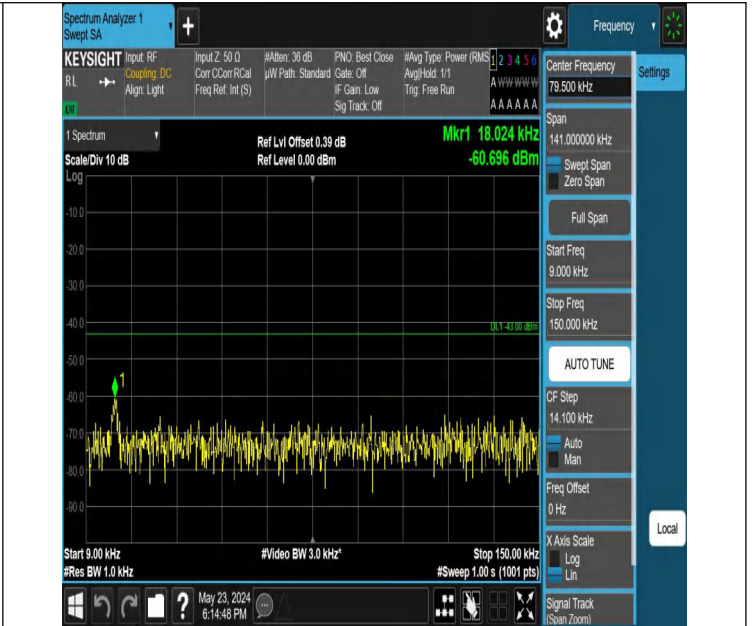 Spectrum Analyzer 1
Swept SA
+
Frequency
KEYSIGHT
RL
Input: RF
Coupling: DC
Align: Light
Input Z: 50 Ω
Corr CCorr RCal
Freq Ref: Int (S)
#Atten: 36 dB
µW Path: Standard
PNO: Best Close
Gate: Off
IF Gain: Low
Sig Track: Off
#Avg Type: Power (RMS
Avg|Hold: 1/1
Trig: Free Run
1 2 3 4 5 6
A W W W W W
A A A A A A
1 Spectrum
Scale/Div 10 dB
Log
Ref Lvl Offset 0.39 dB
Ref Level 0.00 dBm
Mkr1 18.024 kHz
-60.696 dBm
-10.0
-20.0
-30.0
-40.0
DL1 -43.00 dBm
-50.0
1
-60.0
-70.0
-80.0
-90.0
Start 9.00 kHz
#Res BW 1.0 kHz
#Video BW 3.0 kHz*
Stop 150.00 kHz
#Sweep 1.00 s (1001 pts)
?
May 23, 2024
6:14:48 PM
Center Frequency
79.500 kHz
Settings
Span
141.000000 kHz
Swept Span
Zero Span
Full Span
Start Freq
9.000 kHz
Stop Freq
150.000 kHz
AUTO TUNE
CF Step
14.100 kHz
Auto
Man
Freq Offset
0 Hz
X Axis Scale
Log
Lin
Local
Signal Track
(Span Zoom)